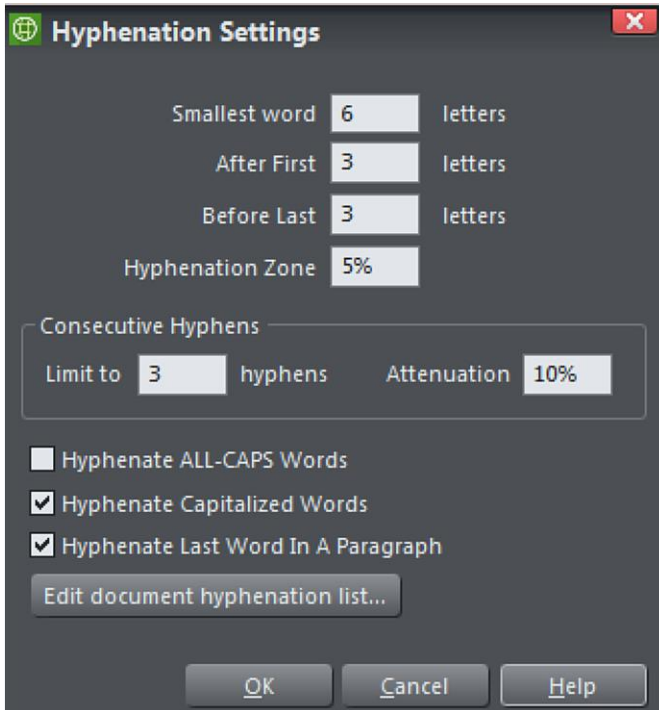 Hyphenation Settings
Smallest word 6 letters
After First 3 letters
Before Last 3 letters
Hyphenation Zone 5%
Consecutive Hyphens
Limit to 3 hyphens Attenuation 10%
Hyphenate ALL-CAPS Words
Hyphenate Capitalized Words
Hyphenate Last Word In A Paragraph
Edit document hyphenation list...
OK Cancel Help